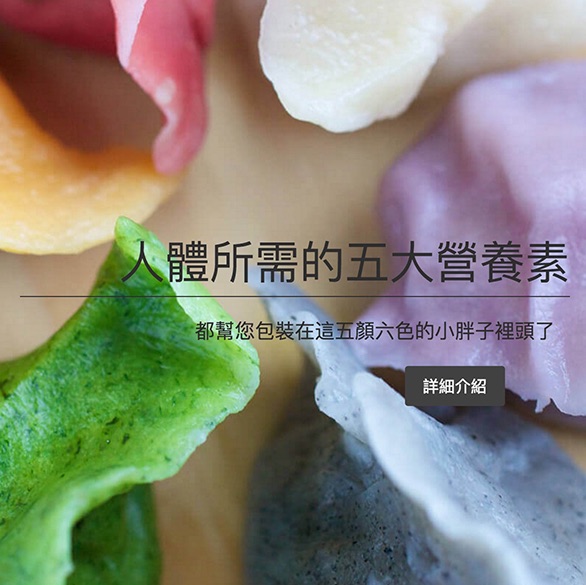 人體所需的五大營養素
都幫您包裝在這五顏六色的小胖子裡頭了
詳細介紹